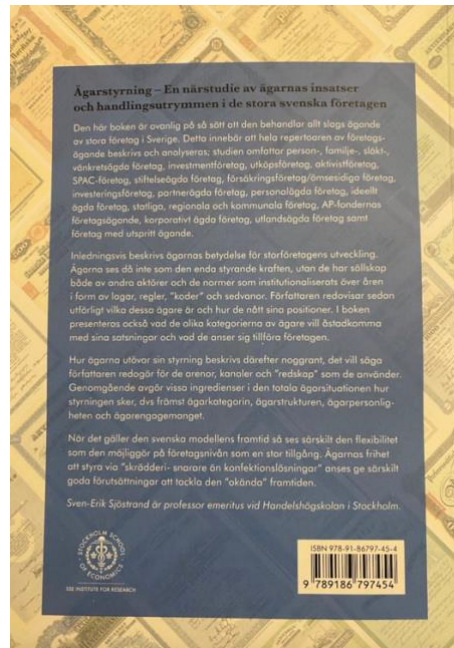 Ägarstyrning – En närstudie av ägarnas insatser
och handlingsutrymmen i de stora svenska företagen
Den här boken är ovanlig på så sätt att den behandlar allt slags ägande
av stora företag i Sverige. Detta innebär att hela repertoaren av företags-
ägande beskrivs och analyseras; studien omfattar person-, familje-, släkt-,
vänkretsägda företag, investmentföretag, utköpsföretag, aktivistföretag,
SPAC-företag, stiftelseägda företag, försäkringsföretag/ömsesidiga företag,
investeringsföretag, partnerägda företag, personalägda företag, ideellt
ägda företag, statliga, regionala och kommunala företag, AP-fondernas
företagsägande, korporativt ägda företag, utlandsägda företag samt
företag med utspritt ägande.
Inledningsvis beskrivs ägarnas betydelse för storföretagens utveckling.
Ägarna ses då inte som den enda styrande kraften, utan de har sällskap
både av andra aktörer och de normer som institutionaliserats över åren
i form av lagar, regler, "koder" och sedvanor. Författaren redovisar sedan
utförligt vilka dessa ägare är och hur de nått sina positioner. I boken
presenteras också vad de olika kategorierna av ägare vill åstadkomma
med sina satsningar och vad de anser sig tillföra företagen.
Hur ägarna utövar sin styrning beskrivs därefter noggrant, det vill säga
författaren redogör för de arenor, kanaler och "redskap" som de använder.
Genomgående avgör vissa ingredienser i den totala ägarsituationen hur
styrningen sker, dvs främst ägarkategorin, ägarstrukturen, ägarpersonlig-
heten och ägarengagemanget.
När det gäller den svenska modellens framtid så ses särskilt den flexibilitet
som den möjliggör på företagsnivån som en stor tillgång. Ägarnas frihet
att styra via "skrädderi- snarare än konfektionslösningar" anses ge särskilt
goda förutsättningar att tackla den "okända" framtiden.
Sven-Erik Sjöstrand är professor emeritus vid Handelshögskolan i Stockholm.
STOCKHOLM SCHOOL
OF ECONOMICS
SSE INSTITUTE FOR RESEARCH
ISBN 978-91-86797-45-4
9 789186 797454